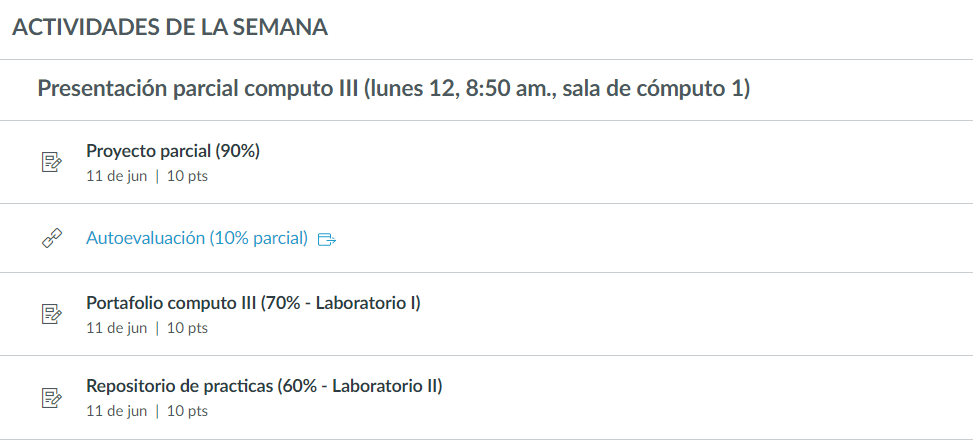 ACTIVIDADES DE LA SEMANA
Presentación parcial computo III (lunes 12, 8:50 am., sala de cómputo 1)
Proyecto parcial (90%)
11 de jun | 10 pts
Autoevaluación (10% parcial)
Portafolio computo III (70% - Laboratorio I)
11 de jun | 10 pts
Repositorio de practicas (60% - Laboratorio II)
11 de jun | 10 pts